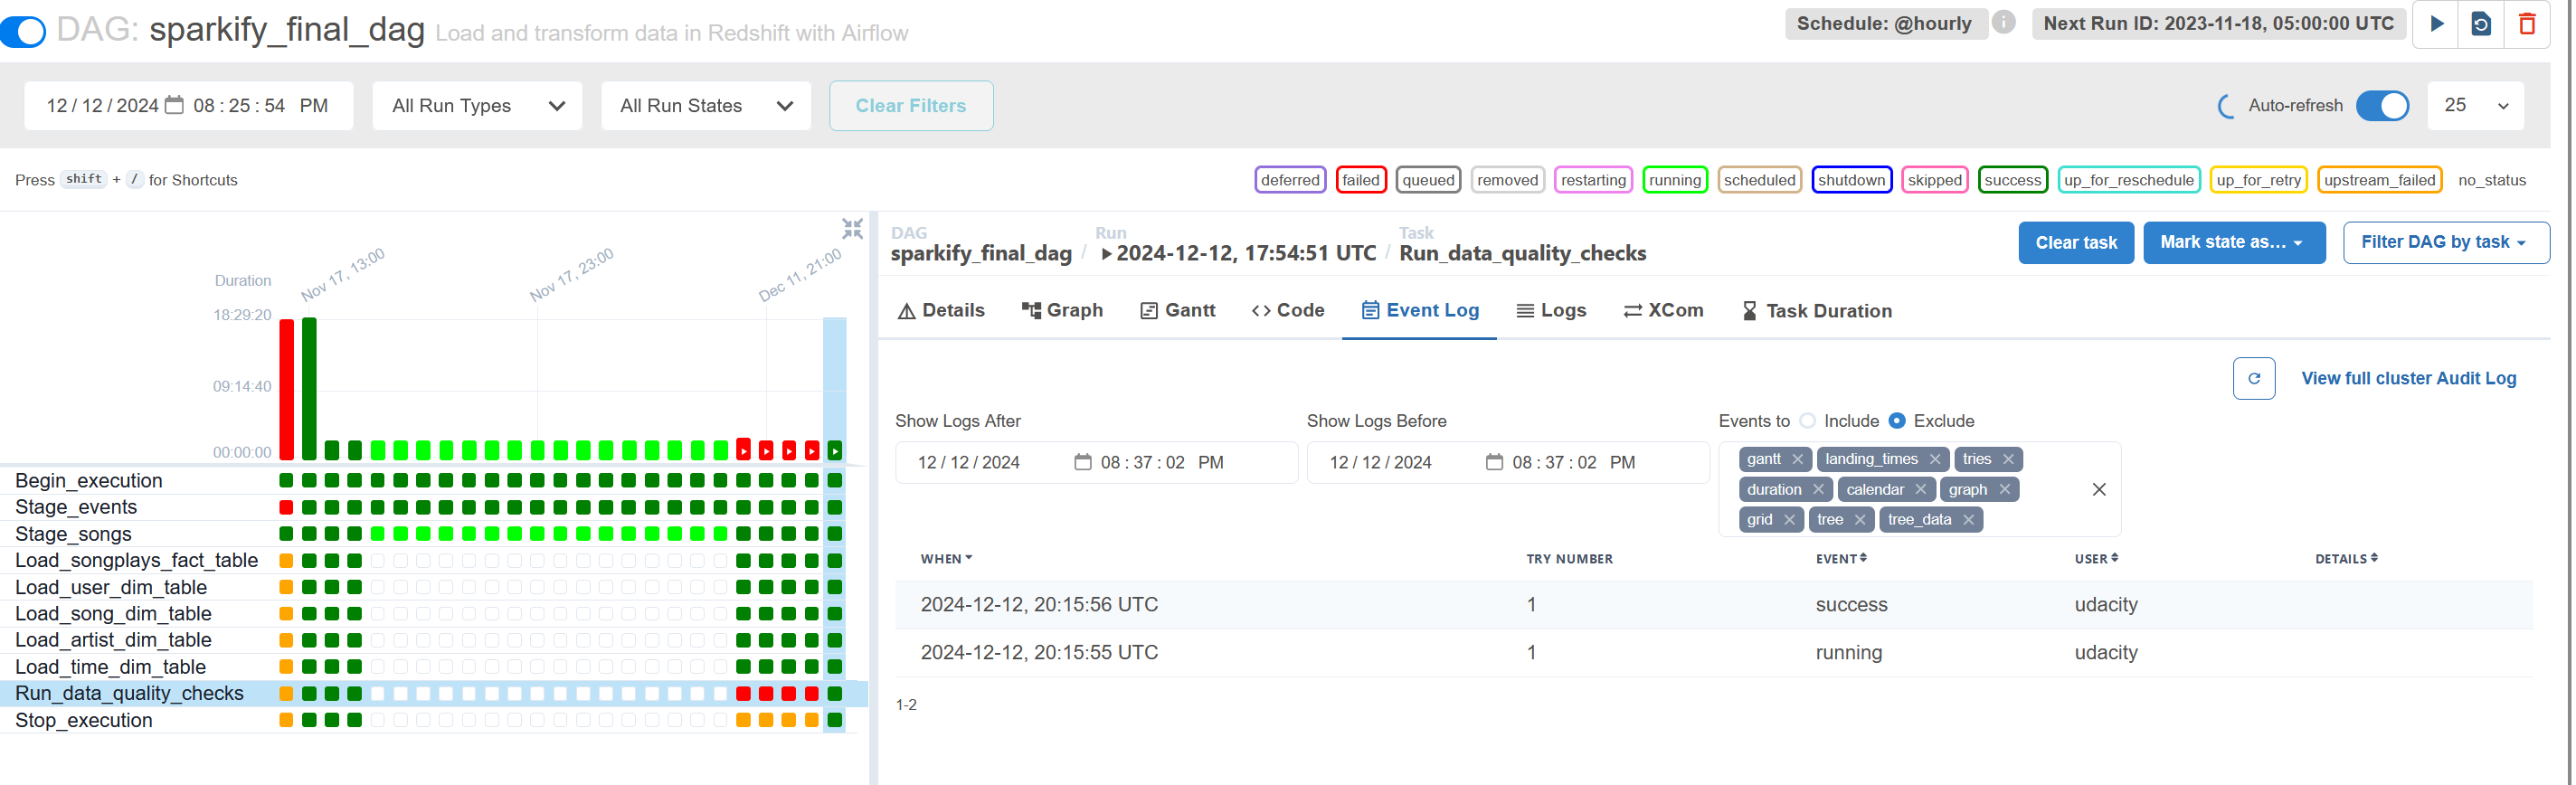 DAG: sparkify_final_dag Load and transform data in Redshift with Airflow
Schedule: @hourly
Next Run ID: 2023-11-18, 05:00:00 UTC
12 / 12 / 2024 08 : 25 : 54 PM
All Run Types
All Run States
Clear Filters
Auto-refresh
25
Press shift + / for Shortcuts
deferred failed queued removed restarting running scheduled shutdown skipped success up_for_reschedule up_for_retry upstream_failed no_status
Duration
18:29:20
09:14:40
00:00:00
Nov 17, 13:00
Nov 17, 23:00
Dec 11, 21:00
Begin_execution
Stage_events
Stage_songs
Load_songplays_fact_table
Load_user_dim_table
Load_song_dim_table
Load_artist_dim_table
Load_time_dim_table
Run_data_quality_checks
Stop_execution
DAG Run Task
sparkify_final_dag / 2024-12-12, 17:54:51 UTC / Run_data_quality_checks
Clear task
Mark state as...
Filter DAG by task
Details
Graph
Gantt
Code
Event Log
Logs
XCom
Task Duration
View full cluster Audit Log
Show Logs After
12 / 12 / 2024 08 : 37 : 02 PM
Show Logs Before
12 / 12 / 2024 08 : 37 : 02 PM
Events to Include Exclude
gantt landing_times tries
duration calendar graph
grid tree tree_data
WHEN TRY NUMBER EVENT USER DETAILS
2024-12-12, 20:15:56 UTC 1 success udacity
2024-12-12, 20:15:55 UTC 1 running udacity
1-2